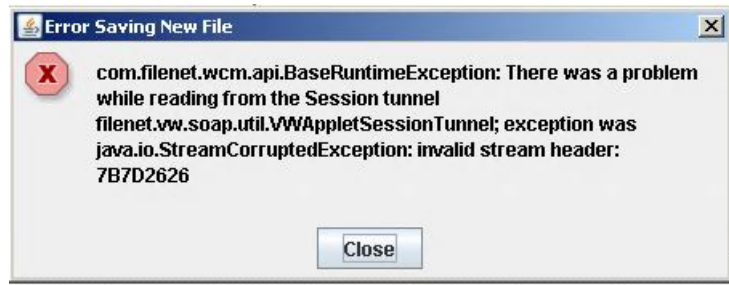 Error Saving New File
com.filenet.wcm.api.BaseRuntimeException: There was a problem
while reading from the Session tunnel
filenet.vw.soap.util.VWAppletSessionTunnel; exception was
java.io.StreamCorruptedException: invalid stream header:
7B7D2626
Close